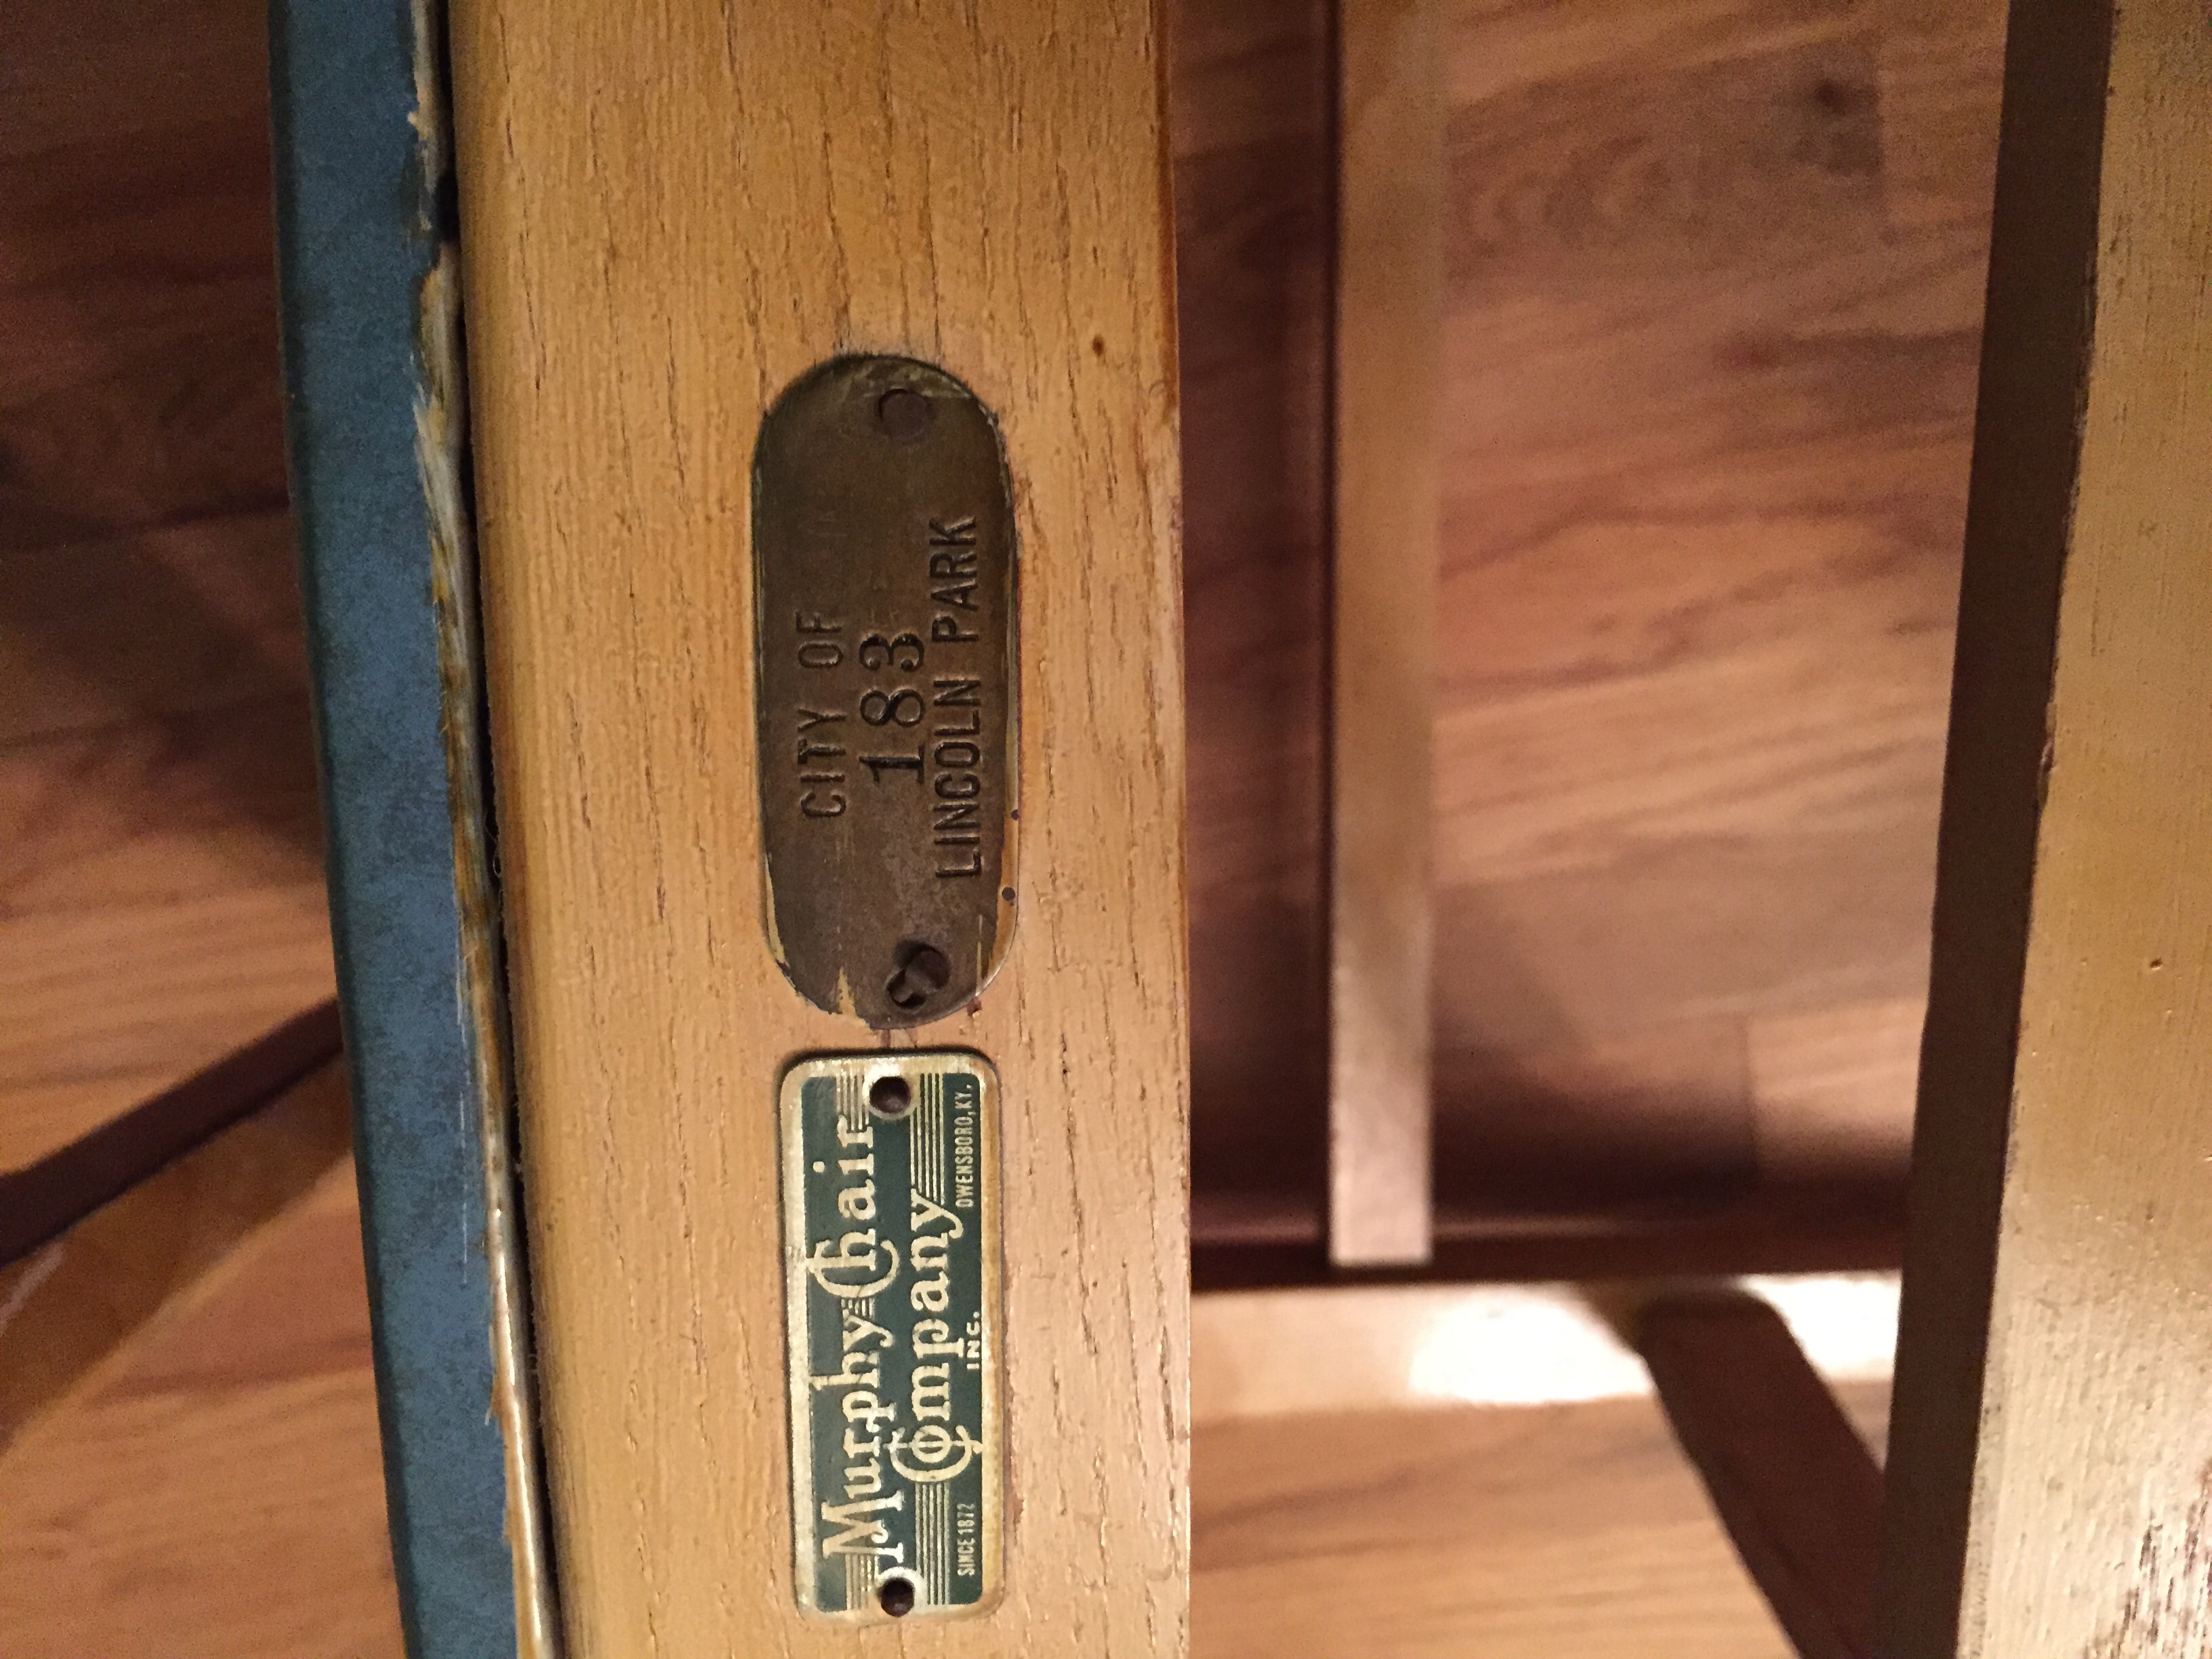 CITY OF
183
LINCOLN PARK
Murphy Chair
Company
INC.
SINCE 1872
OWENSBORO, KY.